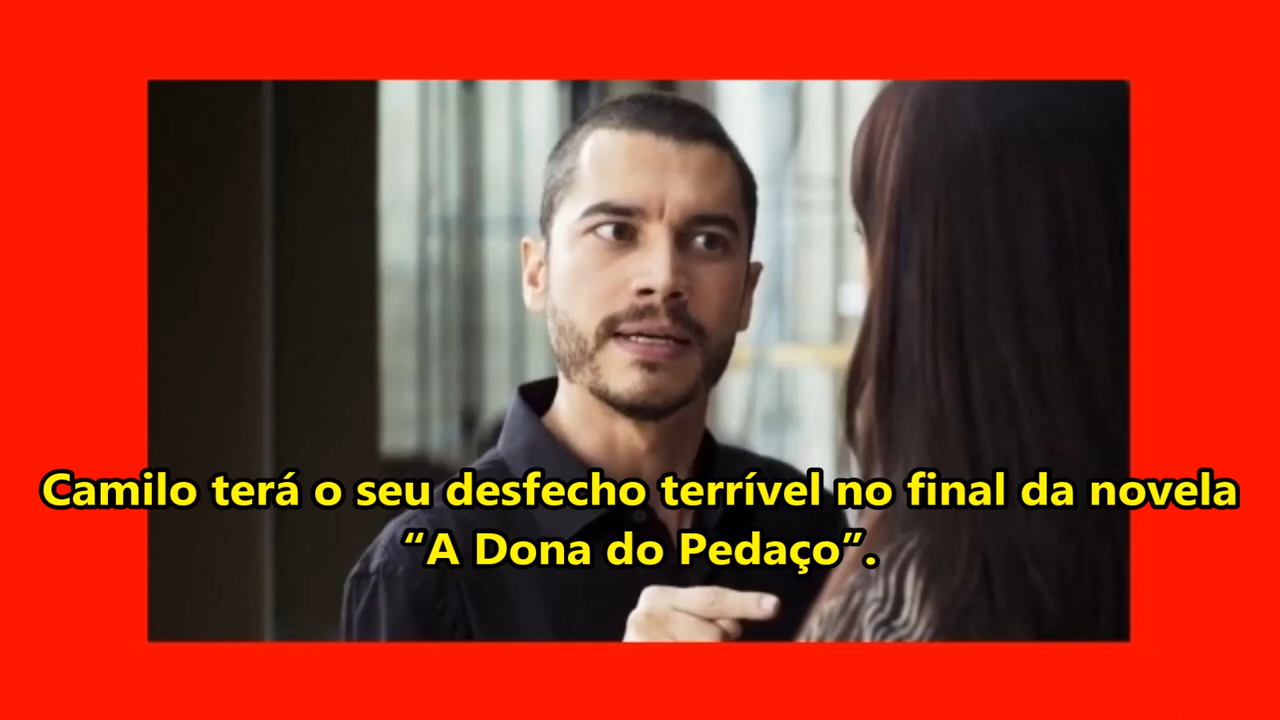 Camilo terá o seu desfecho terrível no final da novela
“A Dona do Pedaço”.